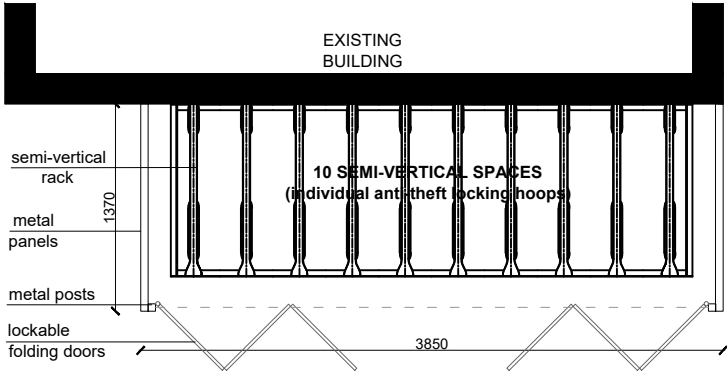 EXISTING
BUILDING
semi-vertical
rack
10 SEMI-VERTICAL SPACES
(individual anti-theft locking hoops)
1370
metal
panels
metal posts
lockable
folding doors
3850